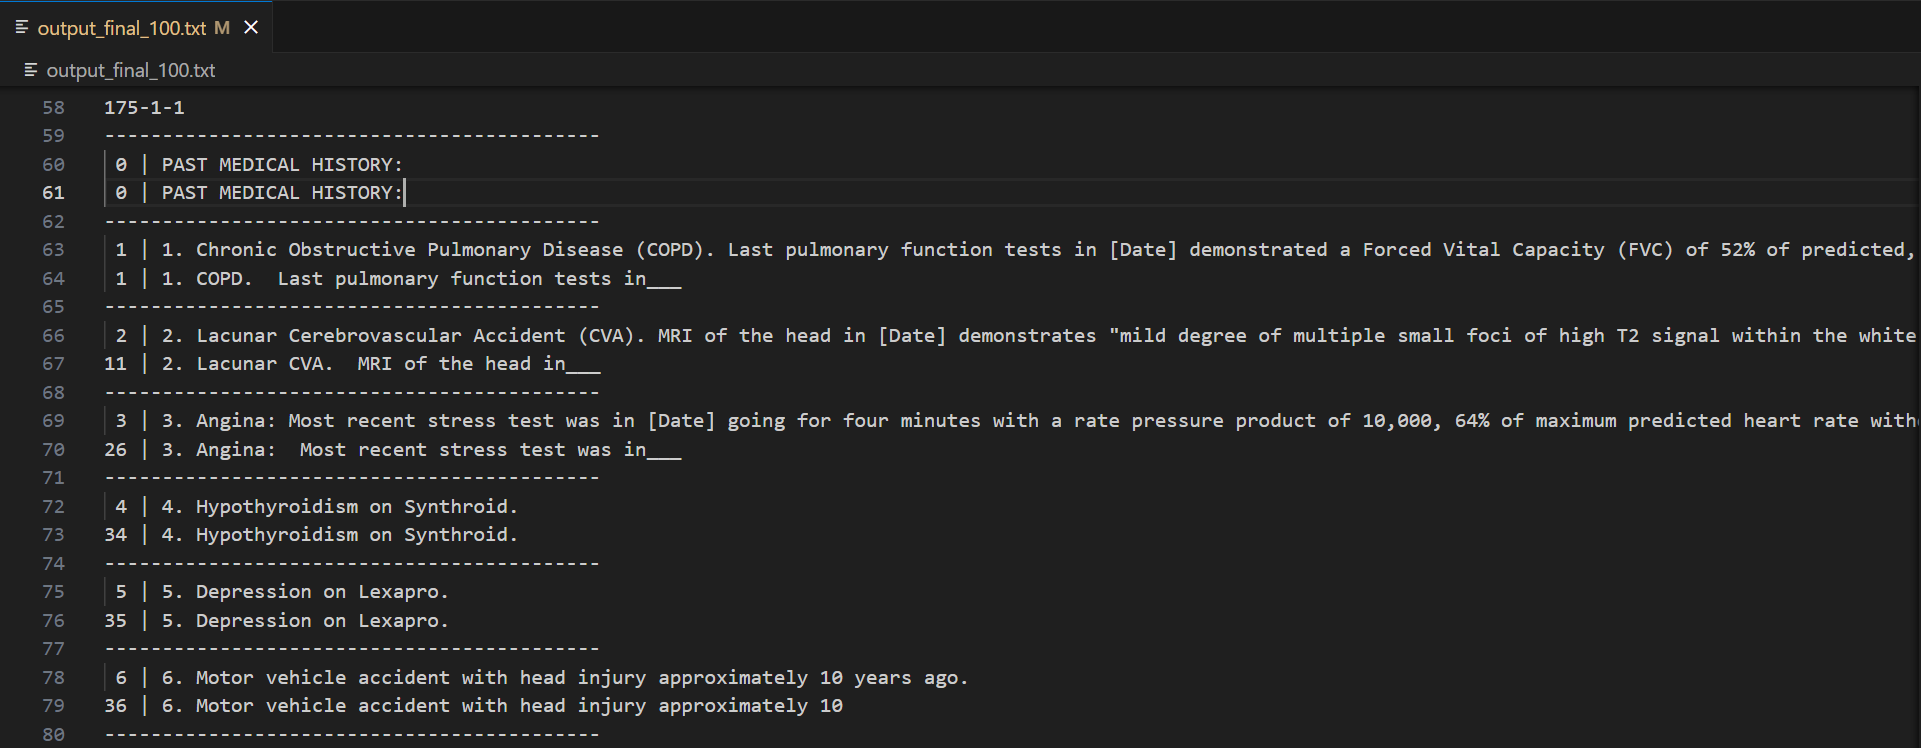 output_final_100.txt M
output_final_100.txt
58 175-1-1
59 -------------------------------------------
60 0 | PAST MEDICAL HISTORY:
61 0 | PAST MEDICAL HISTORY:
62 -------------------------------------------
63 1 | 1. Chronic Obstructive Pulmonary Disease (COPD). Last pulmonary function tests in [Date] demonstrated a Forced Vital Capacity (FVC) of 52% of predicted,
64 1 | 1. COPD.  Last pulmonary function tests in___
65 -------------------------------------------
66 2 | 2. Lacunar Cerebrovascular Accident (CVA). MRI of the head in [Date] demonstrates "mild degree of multiple small foci of high T2 signal within the white
67 11 | 2. Lacunar CVA.  MRI of the head in___
68 -------------------------------------------
69 3 | 3. Angina: Most recent stress test was in [Date] going for four minutes with a rate pressure product of 10,000, 64% of maximum predicted heart rate with
70 26 | 3. Angina:  Most recent stress test was in___
71 -------------------------------------------
72 4 | 4. Hypothyroidism on Synthroid.
73 34 | 4. Hypothyroidism on Synthroid.
74 -------------------------------------------
75 5 | 5. Depression on Lexapro.
76 35 | 5. Depression on Lexapro.
77 -------------------------------------------
78 6 | 6. Motor vehicle accident with head injury approximately 10 years ago.
79 36 | 6. Motor vehicle accident with head injury approximately 10
80 -------------------------------------------